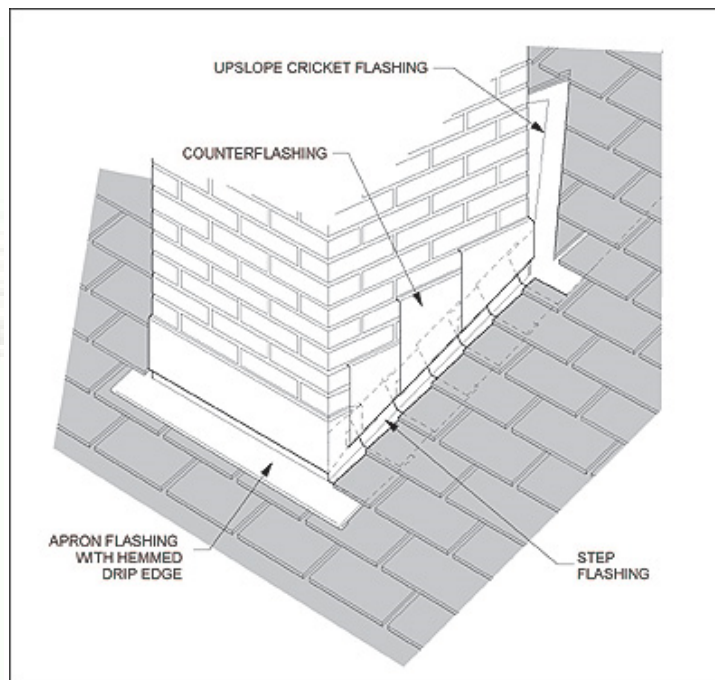 UPSLOPE CRICKET FLASHING
COUNTERFLASHING
APRON FLASHING
WITH HEMMED
DRIP EDGE
STEP
FLASHING